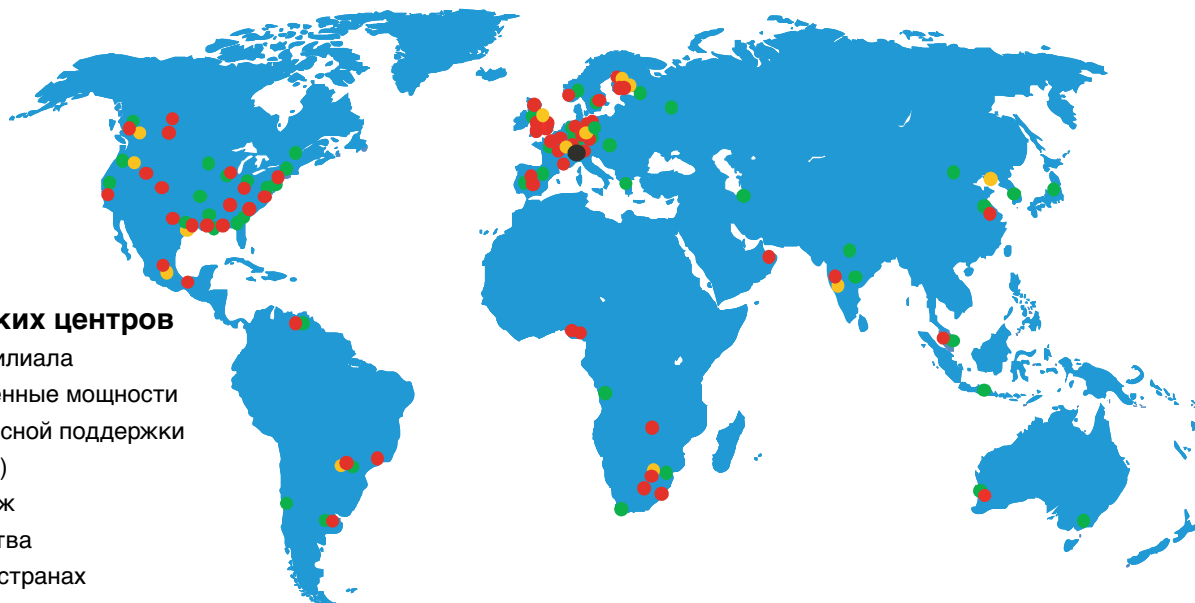 ких центров
илиала
енные мощности
сной поддержки
)
ж
тва
странах